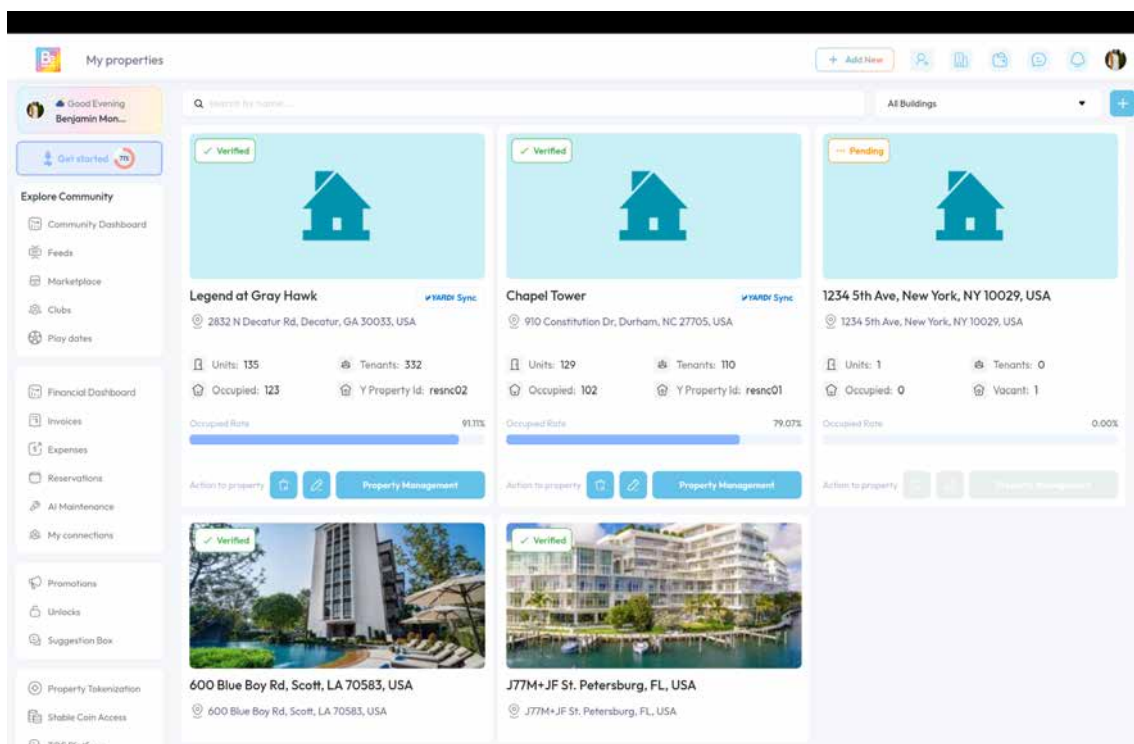 Be
My properties
+ Add New
Good Evening
Benjamin Mon...
Search by name...
All Buildings
+
Get started
Explore Community
Community Dashboard
Feeds
Marketplace
Clubs
Play dates
Financial Dashboard
Invoices
Expenses
Reservations
AI Maintenance
My connections
Promotions
Unlocks
Suggestion Box
Property Tokenization
Stable Coin Access
Verified
Legend at Gray Hawk
YARDI Sync
2832 N Decatur Rd, Decatur, GA 30033, USA
Units: 135 Tenants: 332
Occupied: 123 Y Property Id: resnc02
Occupied Rate 91.11%
Action to property Property Management
Verified
Chapel Tower
YARDI Sync
910 Constitution Dr, Durham, NC 27705, USA
Units: 129 Tenants: 110
Occupied: 102 Y Property Id: resnc01
Occupied Rate 79.07%
Action to property Property Management
Pending
1234 5th Ave, New York, NY 10029, USA
1234 5th Ave, New York, NY 10029, USA
Units: 1 Tenants: 0
Occupied: 0 Vacant: 1
Occupied Rate 0.00%
Action to property Property Management
Verified
600 Blue Boy Rd, Scott, LA 70583, USA
600 Blue Boy Rd, Scott, LA 70583, USA
Verified
J77M+JF St. Petersburg, FL, USA
J77M+JF St. Petersburg, FL, USA